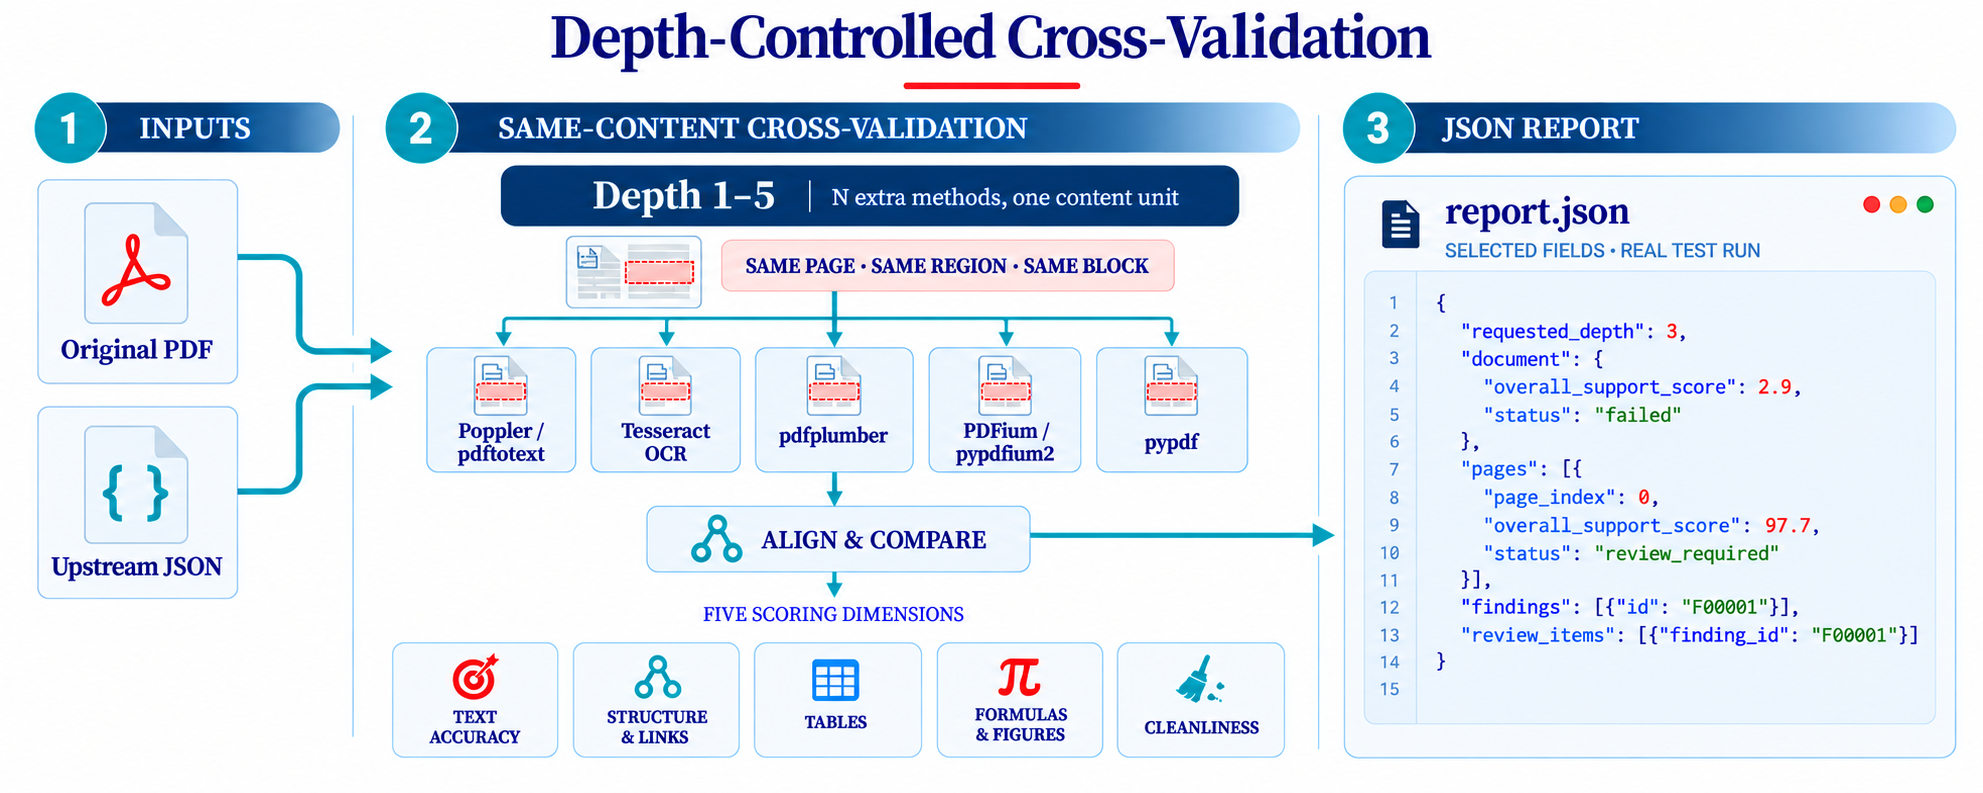 Depth-Controlled Cross-Validation
1 INPUTS
Original PDF
{ }
Upstream JSON
2 SAME-CONTENT CROSS-VALIDATION
Depth 1–5 | N extra methods, one content unit
SAME PAGE · SAME REGION · SAME BLOCK
Poppler /
pdftotext
Tesseract
OCR
pdfplumber
PDFium /
pypdfium2
pypdf
ALIGN & COMPARE
FIVE SCORING DIMENSIONS
TEXT
ACCURACY
STRUCTURE
& LINKS
TABLES
π
FORMULAS
& FIGURES
CLEANLINESS
3 JSON REPORT
report.json
SELECTED FIELDS • REAL TEST RUN
1 {
2 "requested_depth": 3,
3 "document": {
4 "overall_support_score": 2.9,
5 "status": "failed"
6 },
7 "pages": [{
8 "page_index": 0,
9 "overall_support_score": 97.7,
10 "status": "review_required"
11 }],
12 "findings": [{"id": "F00001"}],
13 "review_items": [{"finding_id": "F00001"}]
14 }
15